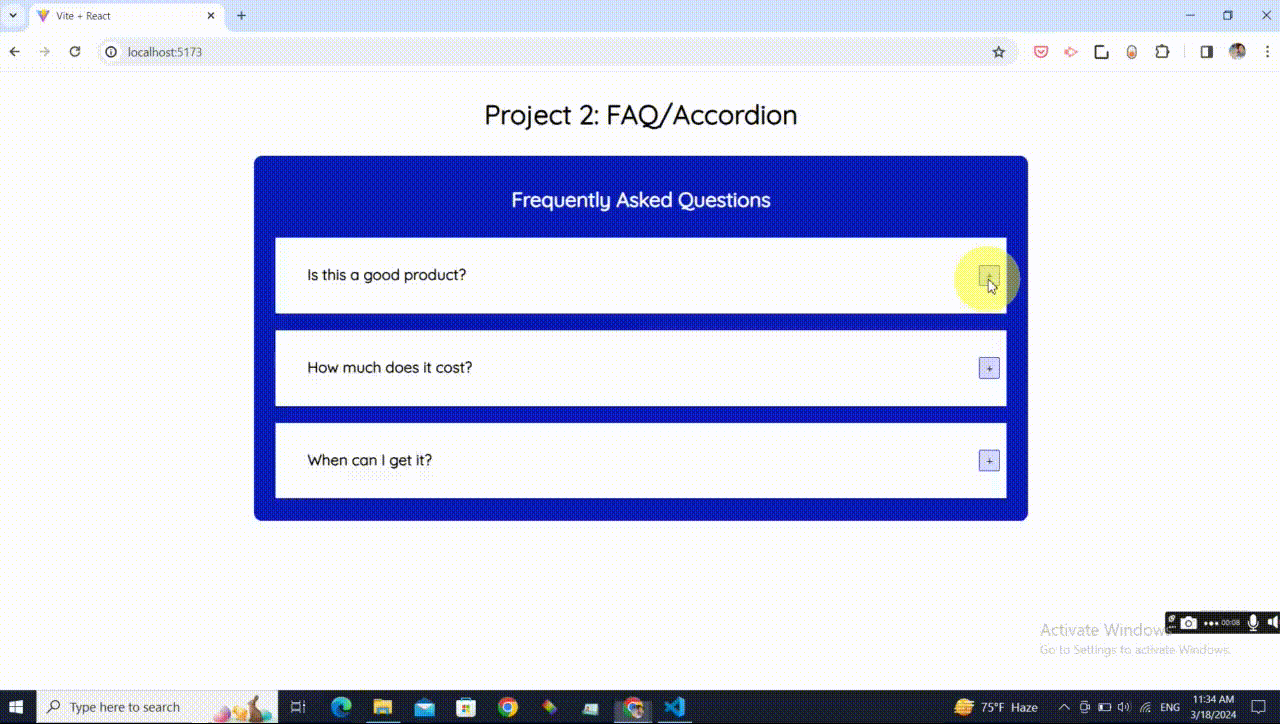 Vite + React
localhost:5173
Project 2: FAQ/Accordion
Frequently Asked Questions
Is this a good product?
+
How much does it cost?
+
When can I get it?
+
00:08
Activate Windows
Go to Settings to activate Windows.
Type here to search
75°F Haze
ENG
11:34 AM
3/18/2024